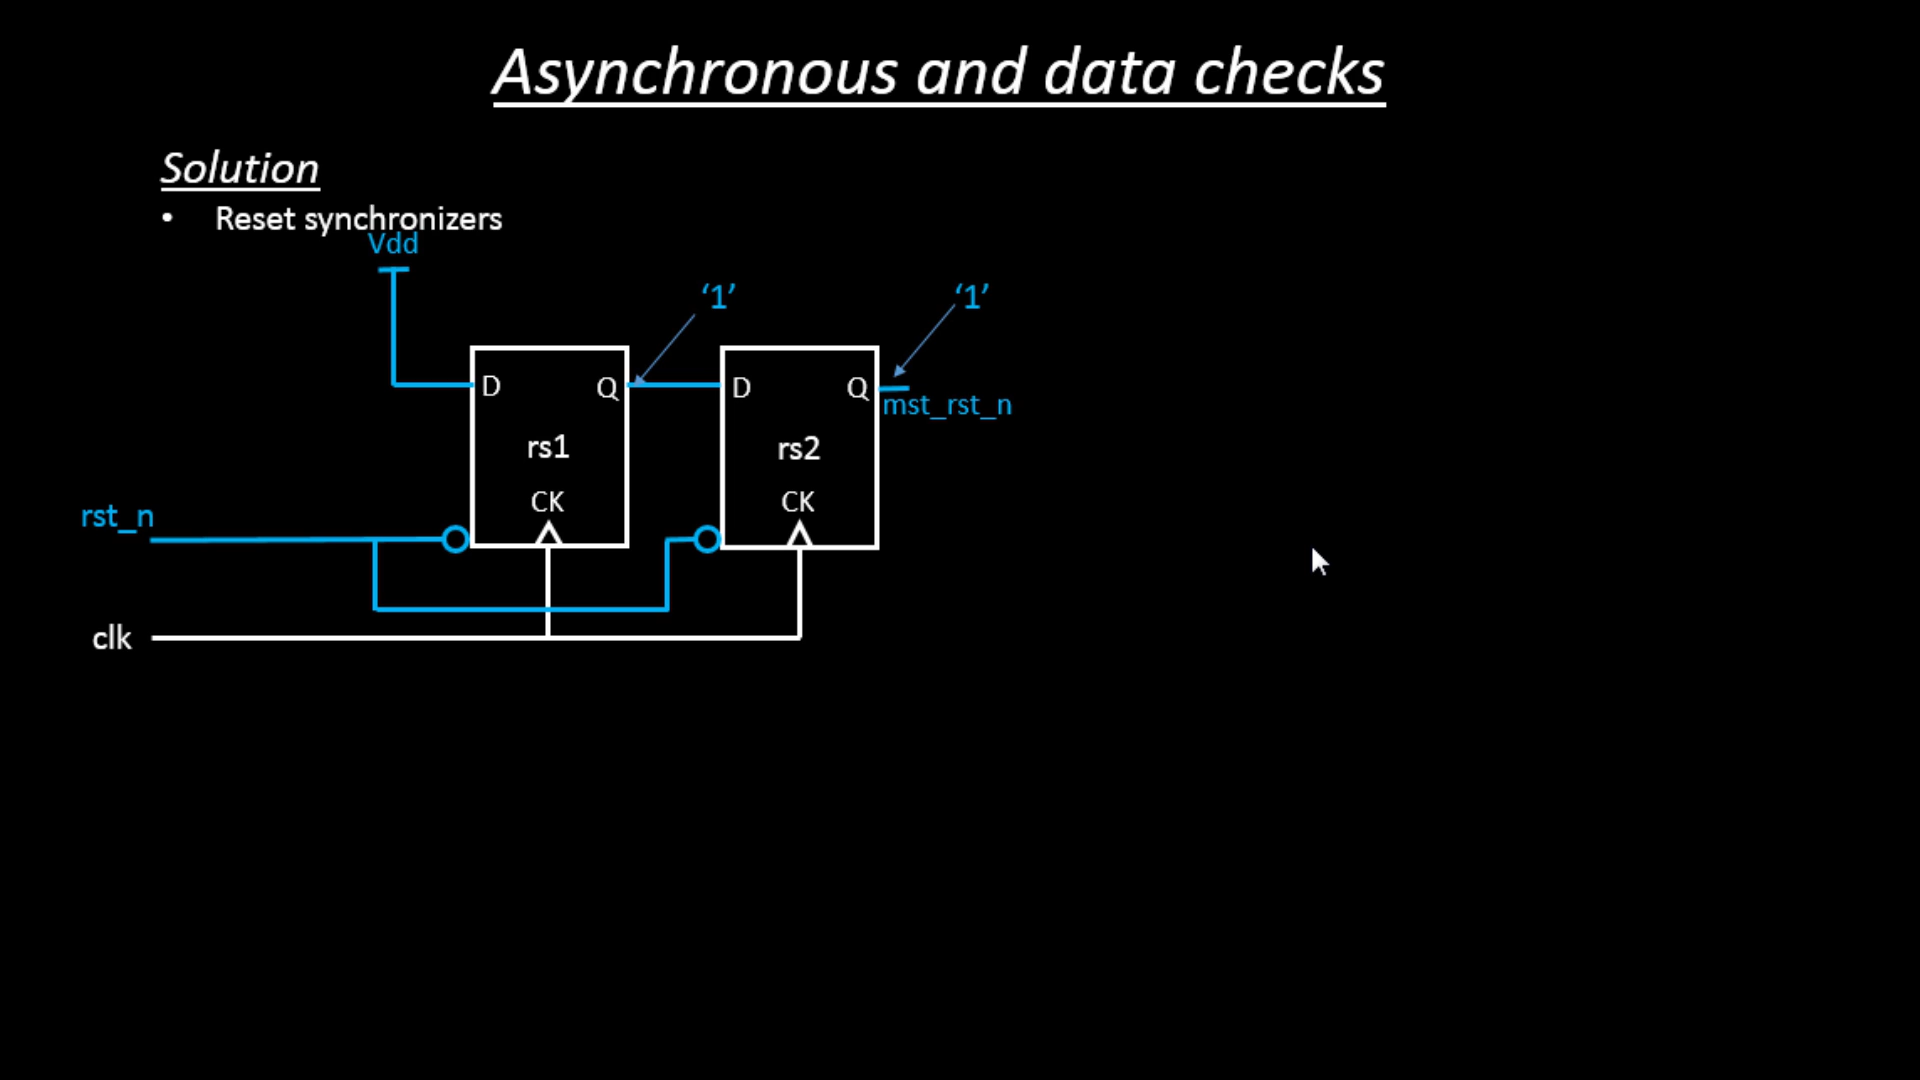 Asynchronous and data checks
Solution
• Reset synchronizers
Vdd
‘1’ ‘1’
D Q D Q
mst_rst_n
rs1 rs2
CK CK
rst_n
clk